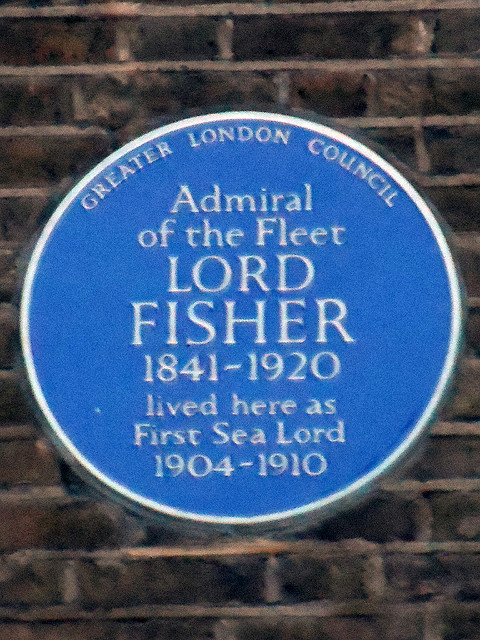 GREATER LONDON COUNCIL
Admiral
of the Fleet
LORD
FISHER
1841-1920
lived here as
First Sea Lord
1904-1910